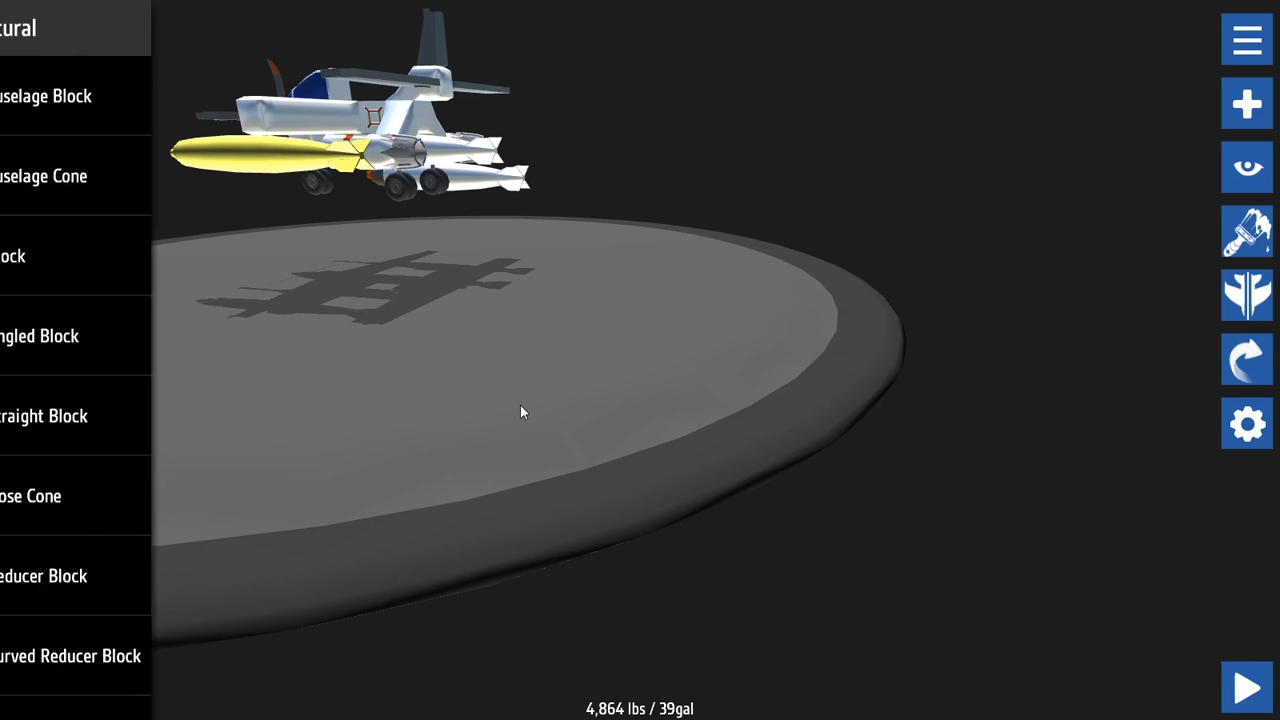 tural
uselage Block
uselage Cone
ock
ngled Block
traight Block
ose Cone
educer Block
urved Reducer Block
4,864 lbs / 39gal